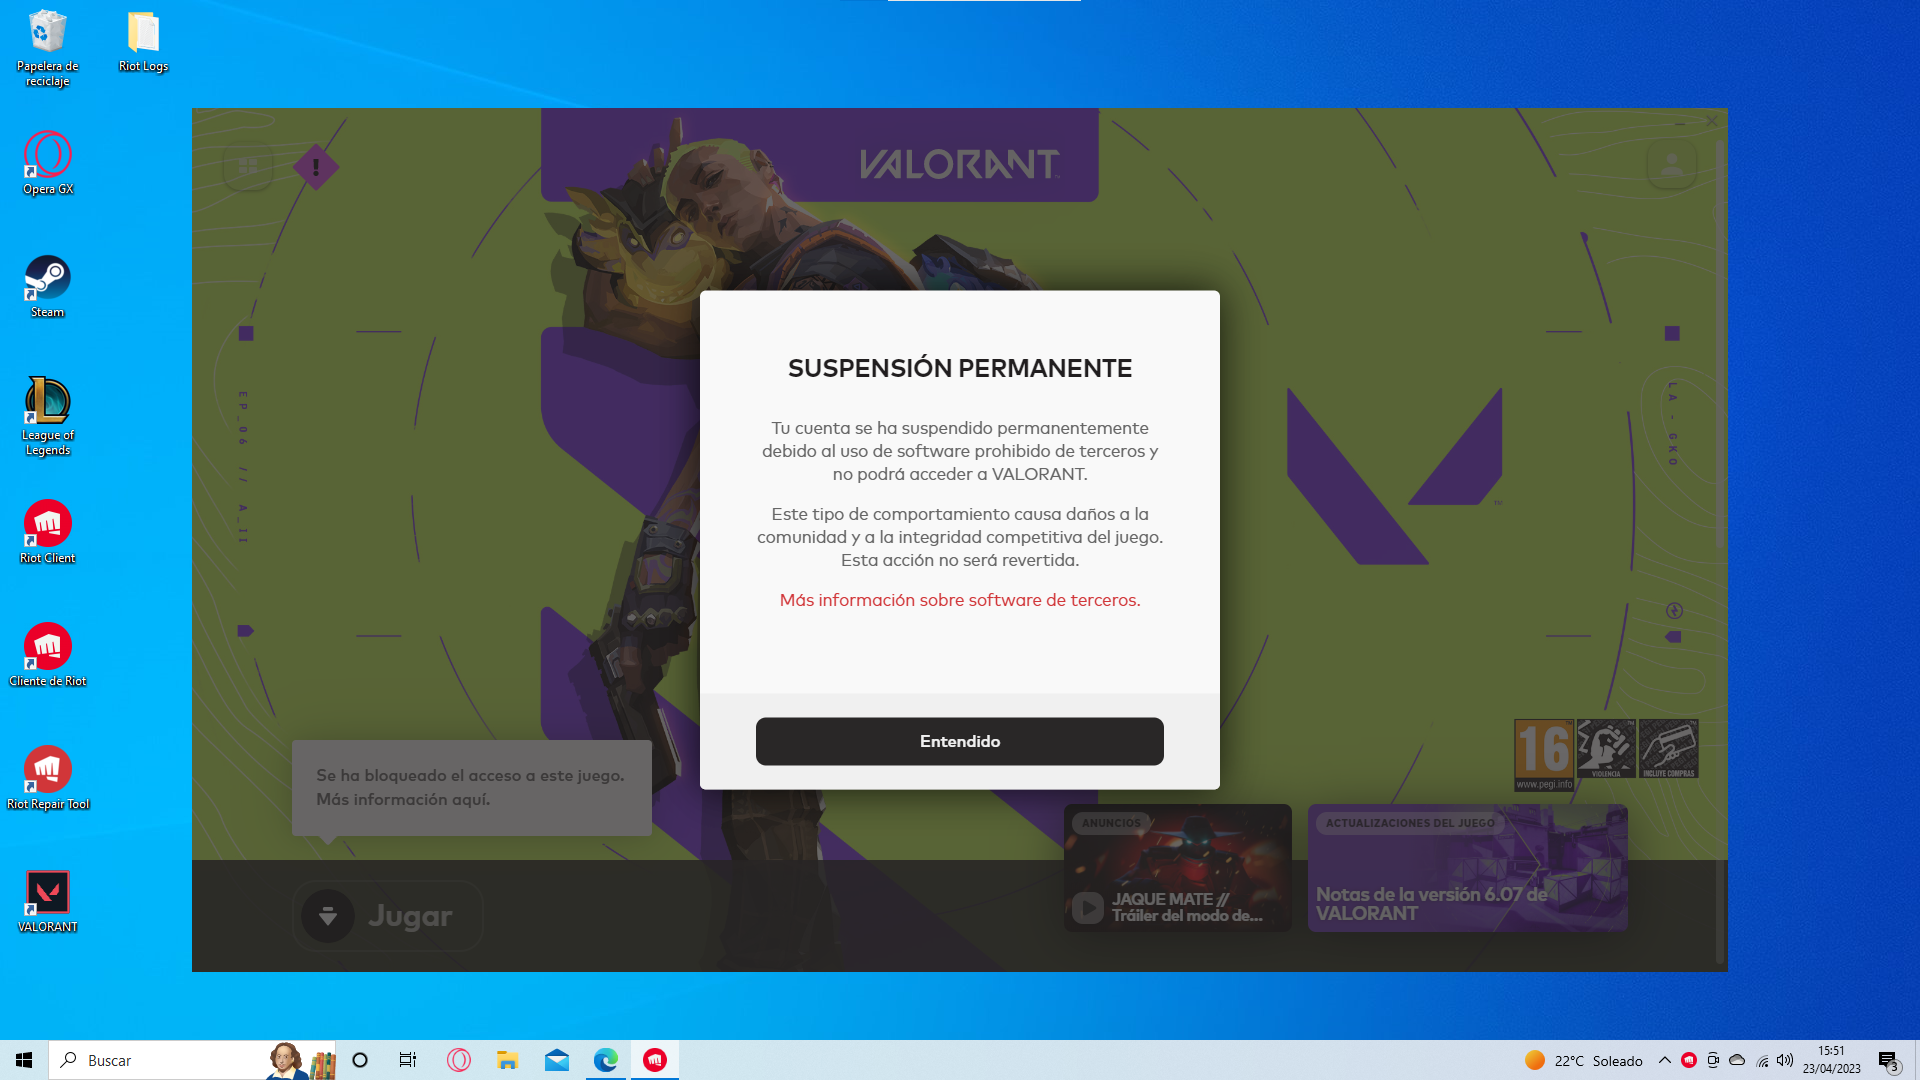 Papelera de
reciclaje
Riot Logs
Opera GX
Steam
League of
Legends
Riot Client
Cliente de Riot
Riot Repair Tool
VALORANT
VALORANT
EP_06 // A_II
LA - GKO
SUSPENSIÓN PERMANENTE
Tu cuenta se ha suspendido permanentemente
debido al uso de software prohibido de terceros y
no podrá acceder a VALORANT.
Este tipo de comportamiento causa daños a la
comunidad y a la integridad competitiva del juego.
Esta acción no será revertida.
Más información sobre software de terceros.
Entendido
Se ha bloqueado el acceso a este juego.
Más información aquí.
Jugar
16
www.pegi.info
VIOLENCIA
INCLUYE COMPRAS
ANUNCIOS
JAQUE MATE //
Tráiler del modo de...
ACTUALIZACIONES DEL JUEGO
Notas de la versión 6.07 de
VALORANT
Buscar
22°C Soleado
15:51
23/04/2023
3